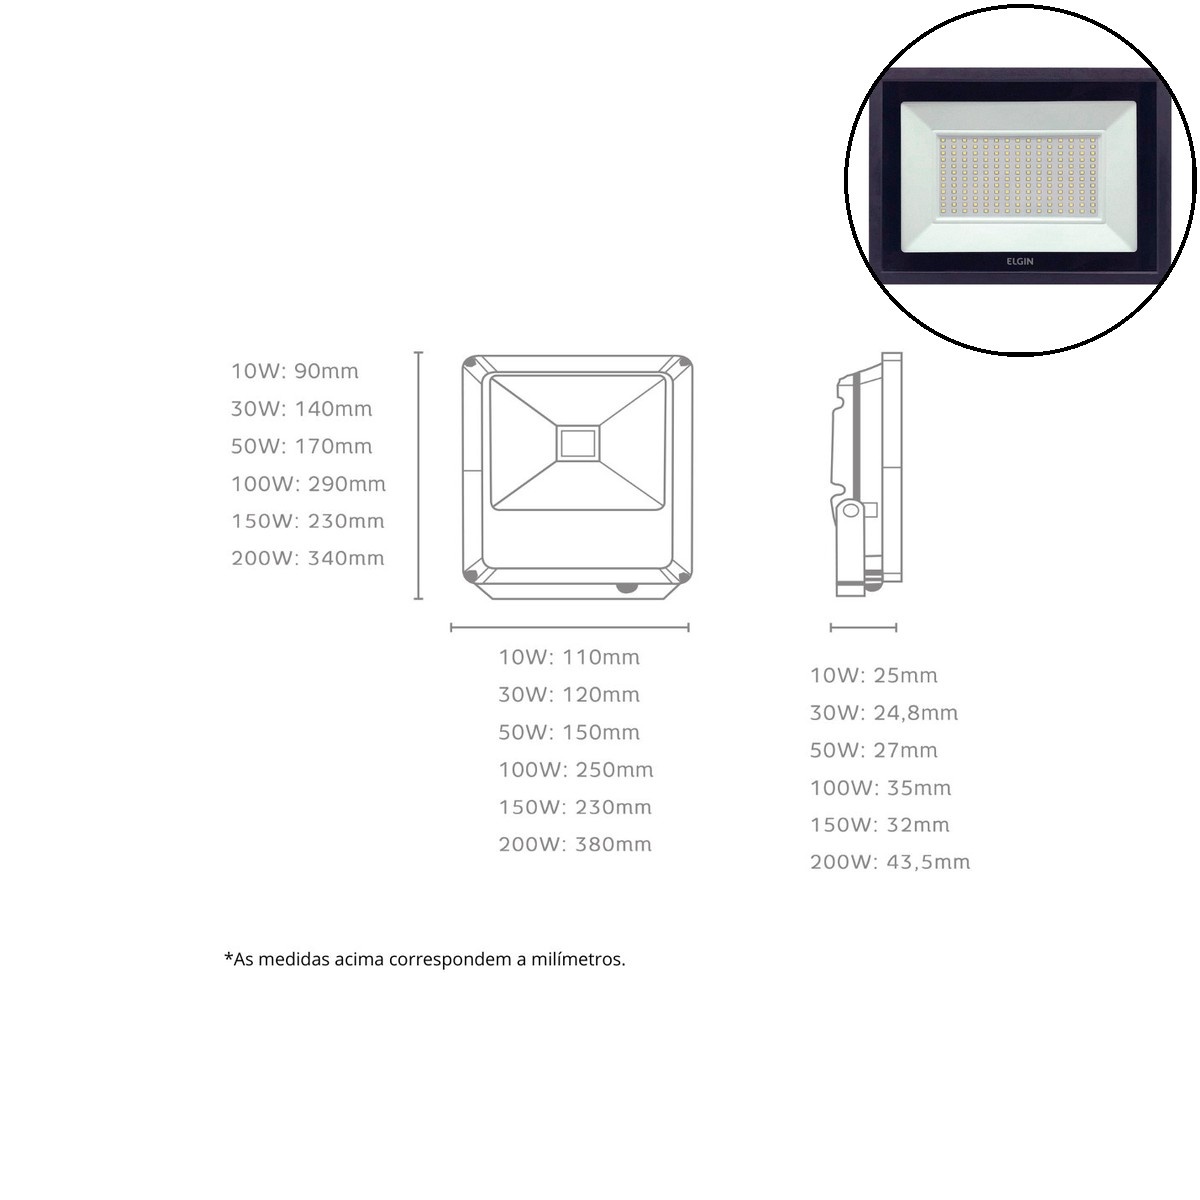 ELGIN
10W: 90mm
30W: 140mm
50W: 170mm
100W: 290mm
150W: 230mm
200W: 340mm
10W: 110mm
30W: 120mm
50W: 150mm
100W: 250mm
150W: 230mm
200W: 380mm
10W: 25mm
30W: 24,8mm
50W: 27mm
100W: 35mm
150W: 32mm
200W: 43,5mm
*As medidas acima correspondem a milímetros.